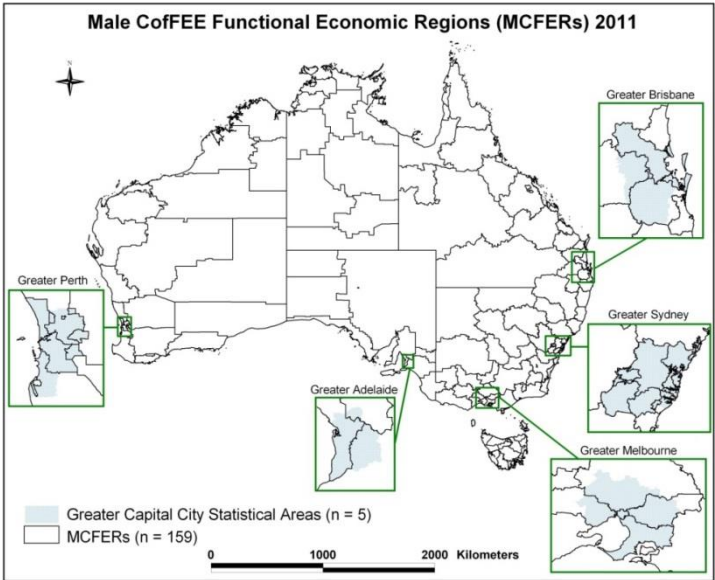 Male CofFEE Functional Economic Regions (MCFERs) 2011
N
Greater Brisbane
Greater Perth
Greater Sydney
Greater Adelaide
Greater Melbourne
Greater Capital City Statistical Areas (n = 5)
MCFERs (n = 159)
0 1000 2000 Kilometers